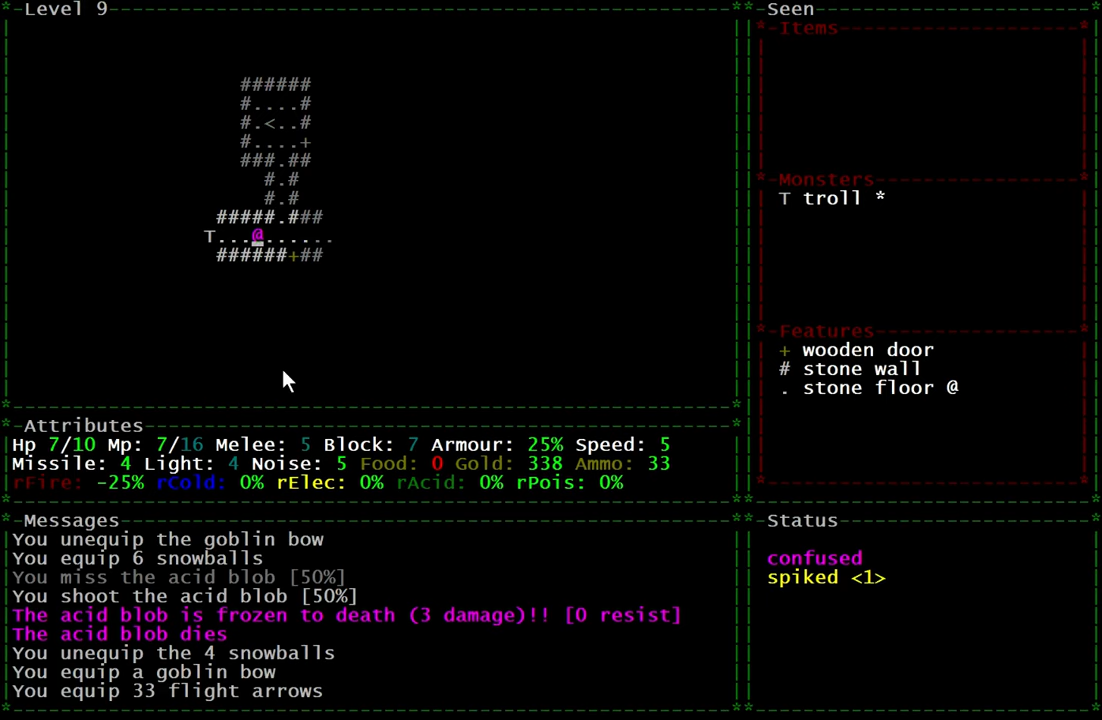 Level 9
######
#....#
#.<..#
#....+
###.##
#.#
#.#
#####.###
T...@......
######+##
Attributes
Hp 7/10 Mp: 7/16 Melee: 5 Block: 7 Armour: 25% Speed: 5
Missile: 4 Light: 4 Noise: 5 Food: 0 Gold: 338 Ammo: 33
rFire: -25% rCold: 0% rElec: 0% rAcid: 0% rPois: 0%
Messages
You unequip the goblin bow
You equip 6 snowballs
You miss the acid blob [50%]
You shoot the acid blob [50%]
The acid blob is frozen to death (3 damage)!! [0 resist]
The acid blob dies
You unequip the 4 snowballs
You equip a goblin bow
You equip 33 flight arrows
Seen
Items
Monsters
T troll *
Features
+ wooden door
# stone wall
. stone floor @
Status
confused
spiked <1>